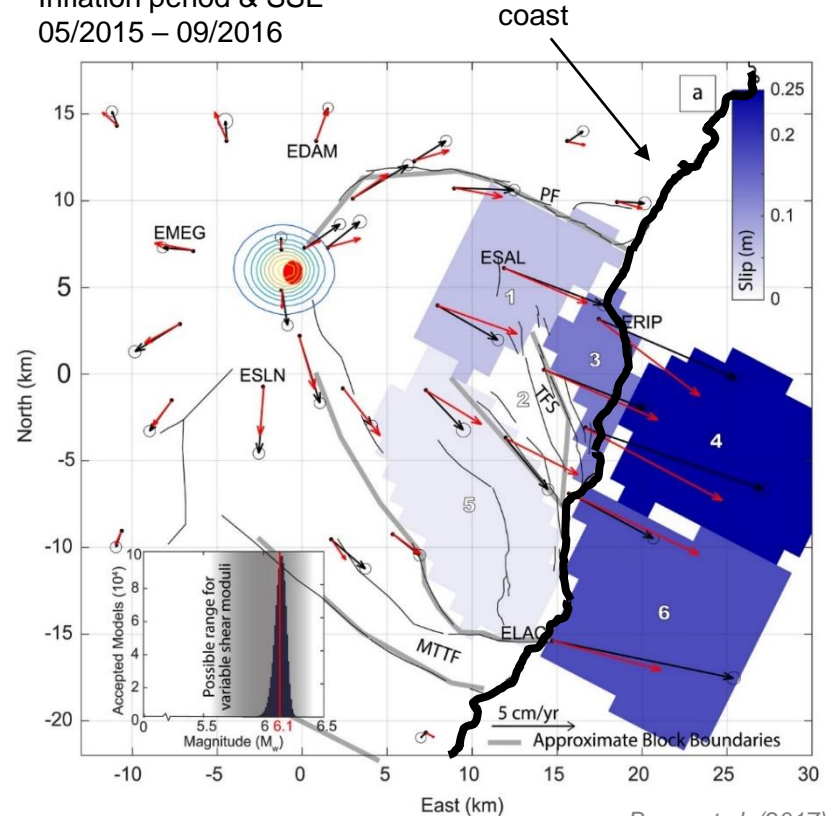 Inflation period & SSE
05/2015 – 09/2016
coast
a
0.25
0.2
0.1
0
Slip (m)
15
10
5
0
-5
-10
-15
-20
North (km)
EDAM
PF
EMEG
ESAL
1
ERIP
3
ESLN
2
TFS
4
5
6
ELAC
MTTF
5 cm/yr
Approximate Block Boundaries
10
8
6
4
2
0
Accepted Models (10⁴)
Possible range for
variable shear moduli
0 5.5 6 6.1 6.5
Magnitude (Mw)
-10 -5 0 5 10 15 20 25 30
East (km)